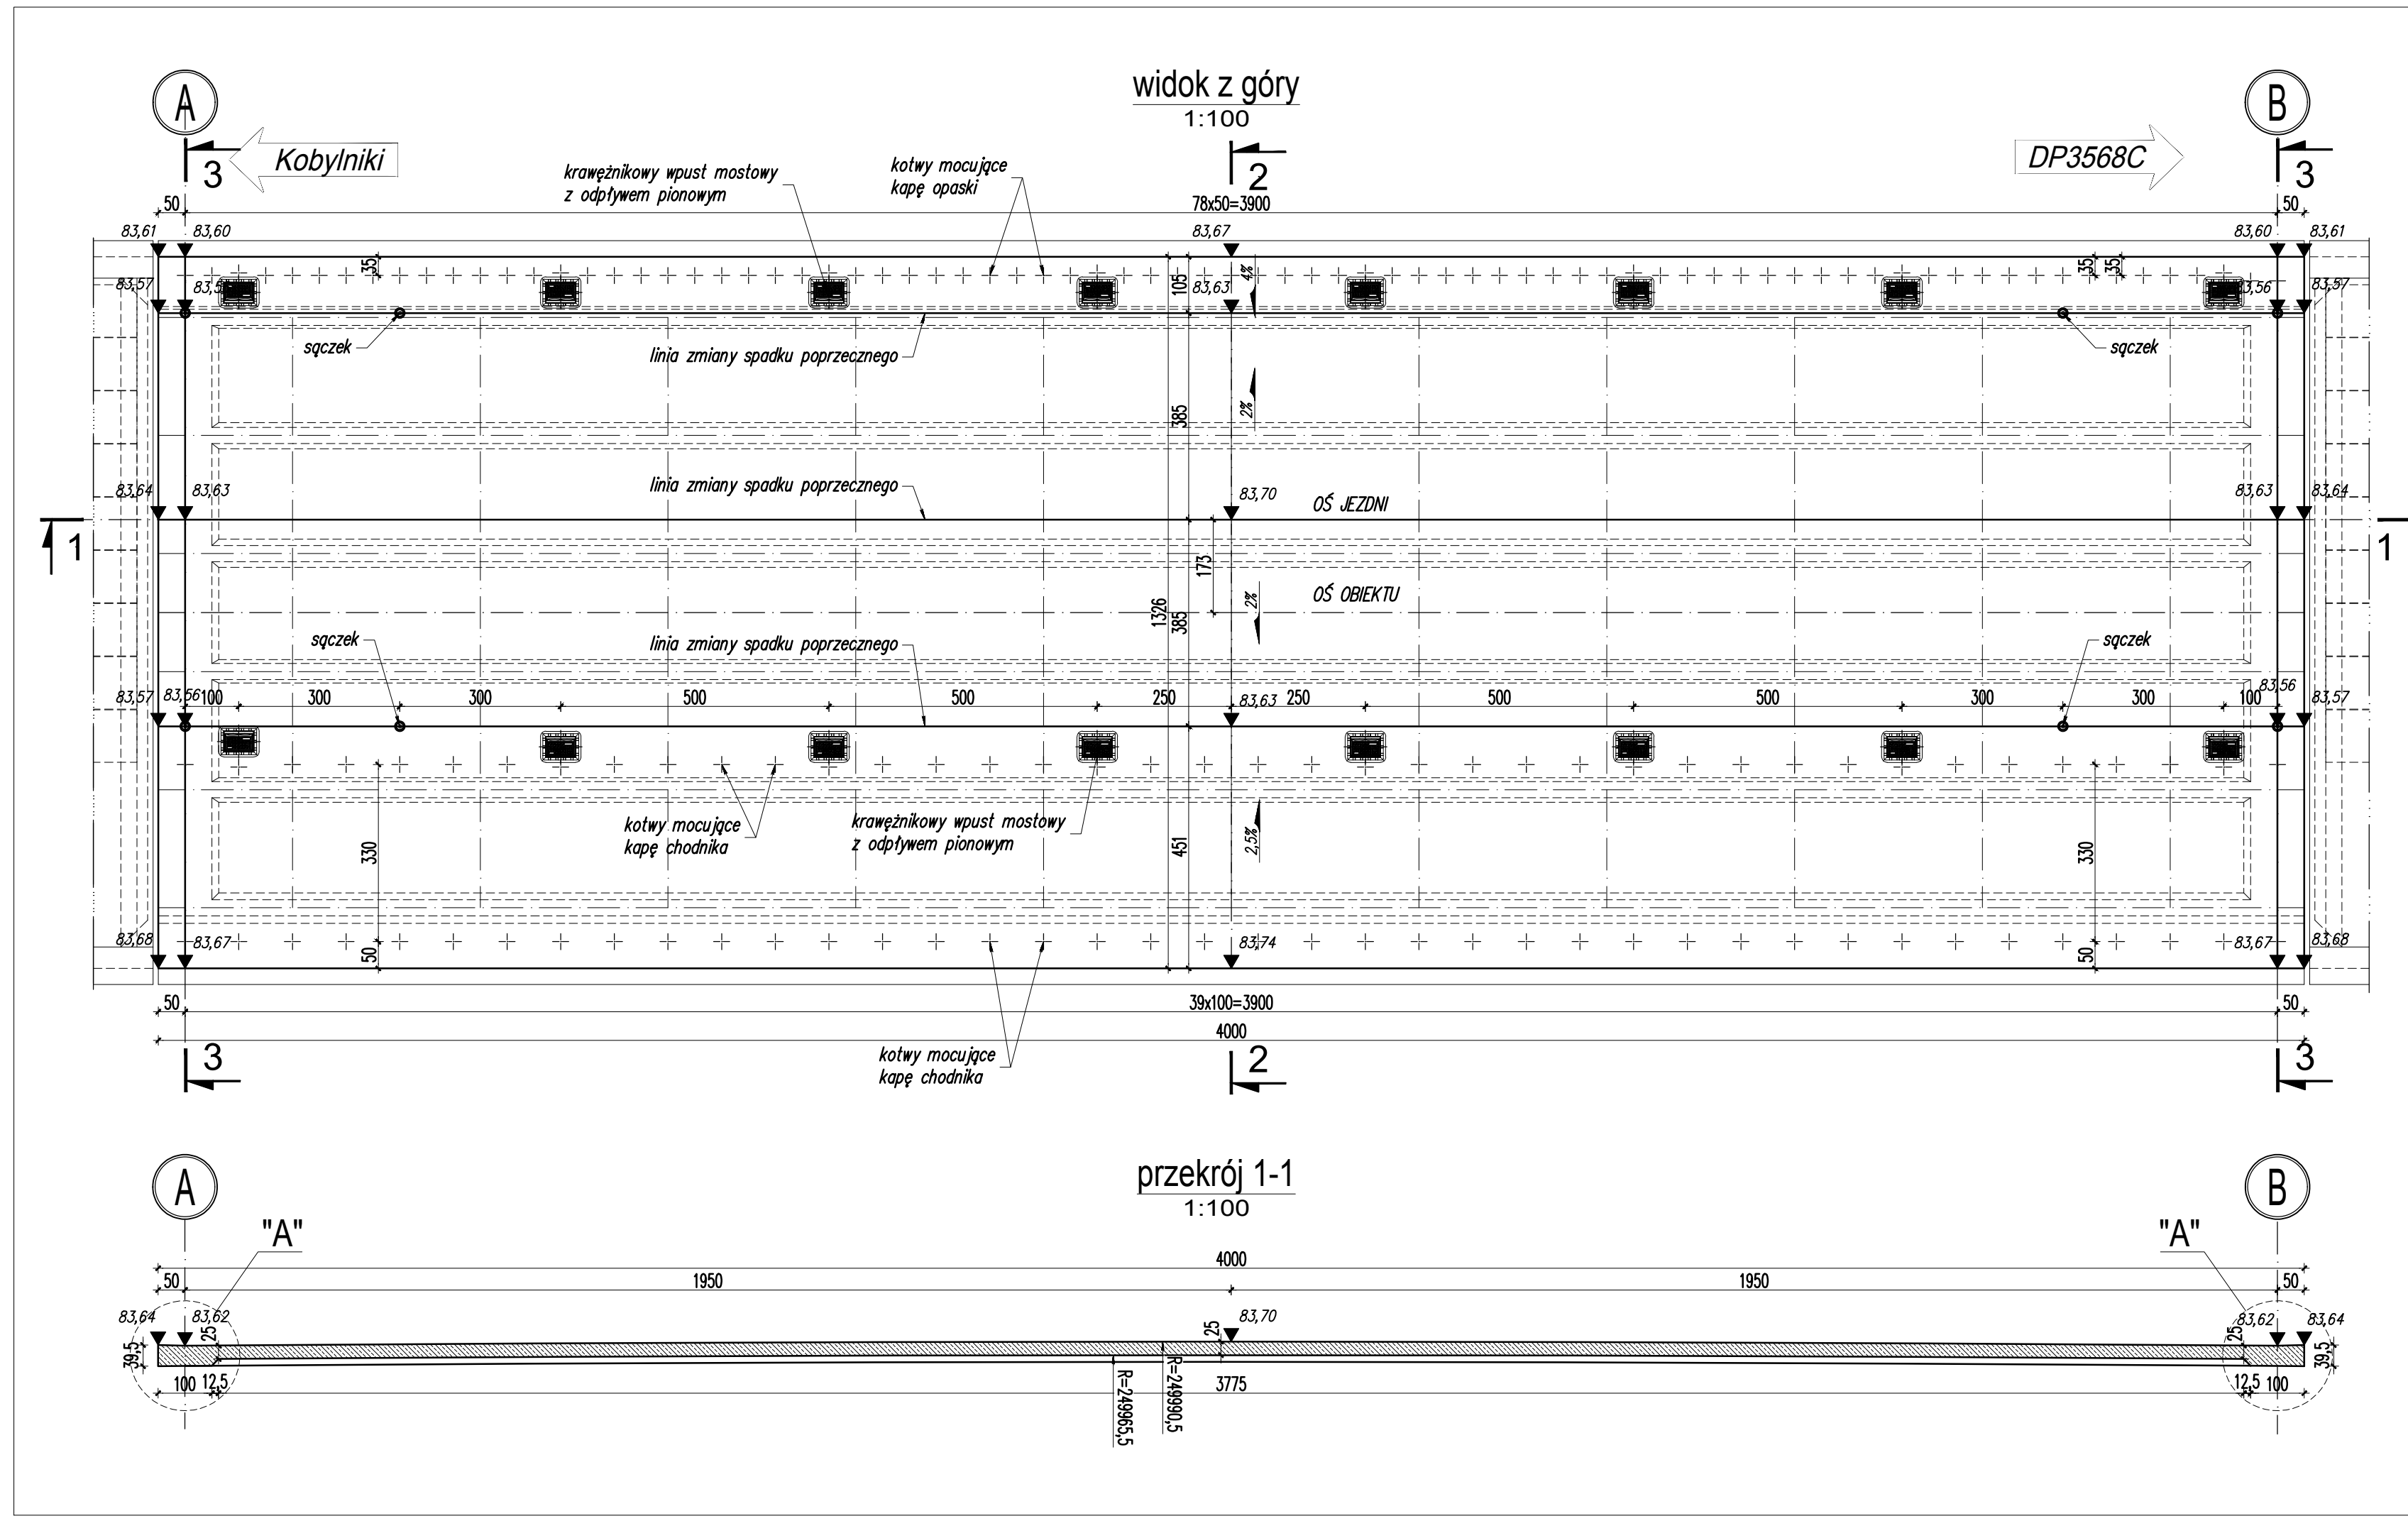 widok z góry
1:100
A
B
3
Kobylniki
2
DP3568C
3
krawężnikowy wpust mostowy
z odpływem pionowym
kotwy mocujące
kapę opaski
50
78x50=3900
50
83,61
83,60
83,67
83,60
83,61
35
105
4%
35
35
83,57
83,63
83,56
83,57
sączek
linia zmiany spadku poprzecznego
sączek
385
2%
83,64
83,63
linia zmiany spadku poprzecznego
83,70
OŚ JEZDNI
83,63
83,64
1
1
173
1326
385
2%
OŚ OBIEKTU
sączek
linia zmiany spadku poprzecznego
sączek
83,57
83,56
100
300
300
500
500
250
83,63
250
500
500
300
300
100
83,56
83,57
kotwy mocujące
kapę chodnika
krawężnikowy wpust mostowy
z odpływem pionowym
330
451
2,5%
330
83,68
83,67
50
83,74
83,67
50
83,68
50
39x100=3900
50
4000
3
kotwy mocujące
kapę chodnika
2
3
przekrój 1-1
1:100
A
B
"A"
"A"
4000
50
1950
1950
50
83,64
83,62
83,70
83,62
83,64
39,5
25
25
25
39,5
100
12,5
R=249965,5
R=249990,5
3775
12,5
100